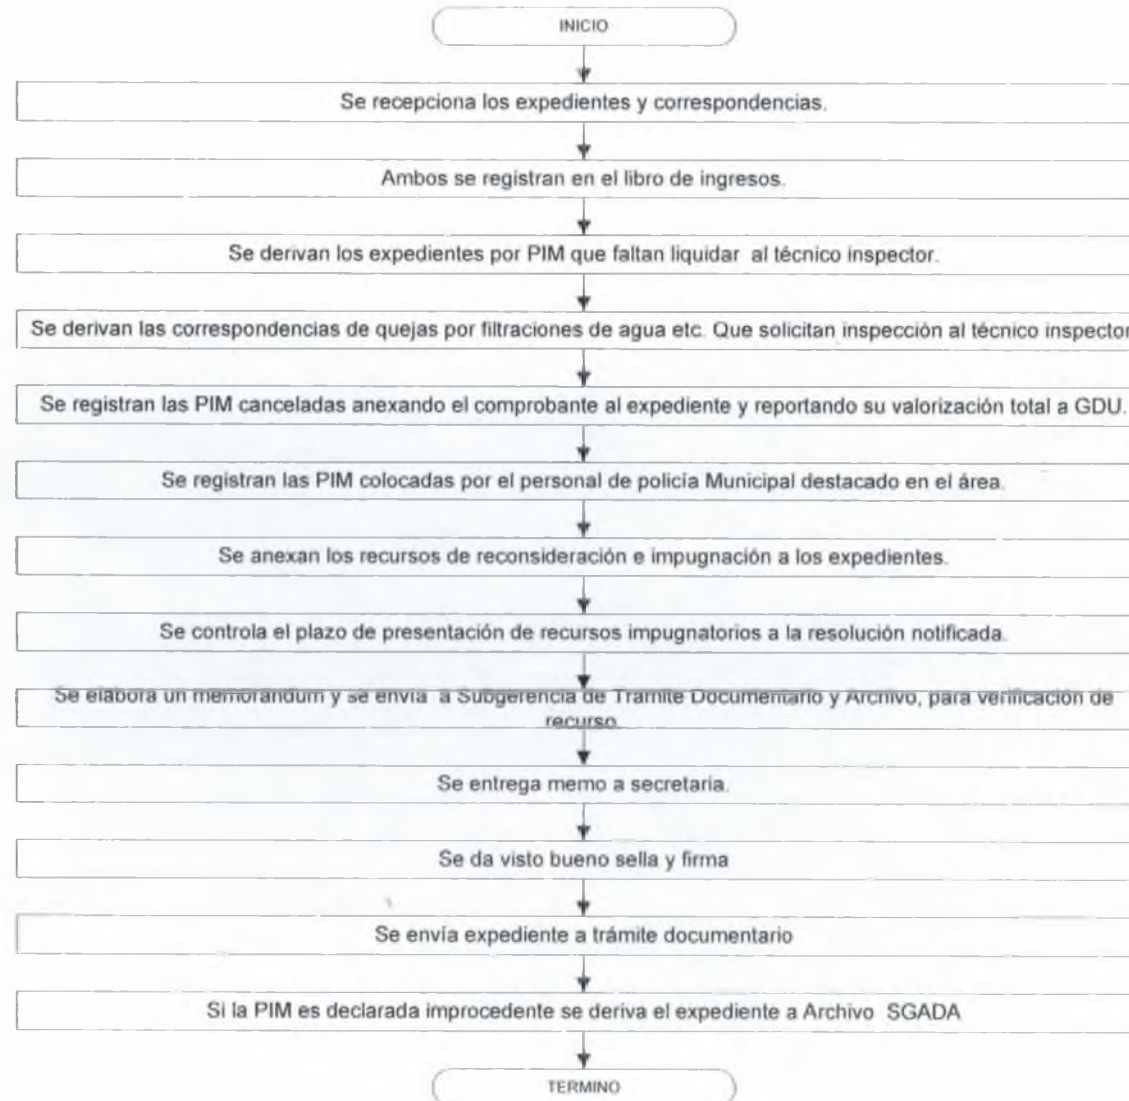 INICIO
Se recepciona los expedientes y correspondencias.
Ambos se registran en el libro de ingresos.
Se derivan los expedientes por PIM que faltan liquidar al técnico inspector.
Se derivan las correspondencias de quejas por filtraciones de agua etc. Que solicitan inspección al técnico inspector
Se registran las PIM canceladas anexando el comprobante al expediente y reportando su valorización total a GDU.
Se registran las PIM colocadas por el personal de policía Municipal destacado en el área.
Se anexan los recursos de reconsideración e impugnación a los expedientes.
Se controla el plazo de presentación de recursos impugnatorios a la resolución notificada.
Se elabora un memorandum y se envía a Subgerencia de Tramite Documentario y Archivo, para verificación de
recurso.
Se entrega memo a secretaria.
Se da visto bueno sella y firma
Se envía expediente a trámite documentario
Si la PIM es declarada improcedente se deriva el expediente a Archivo SGADA
TERMINO